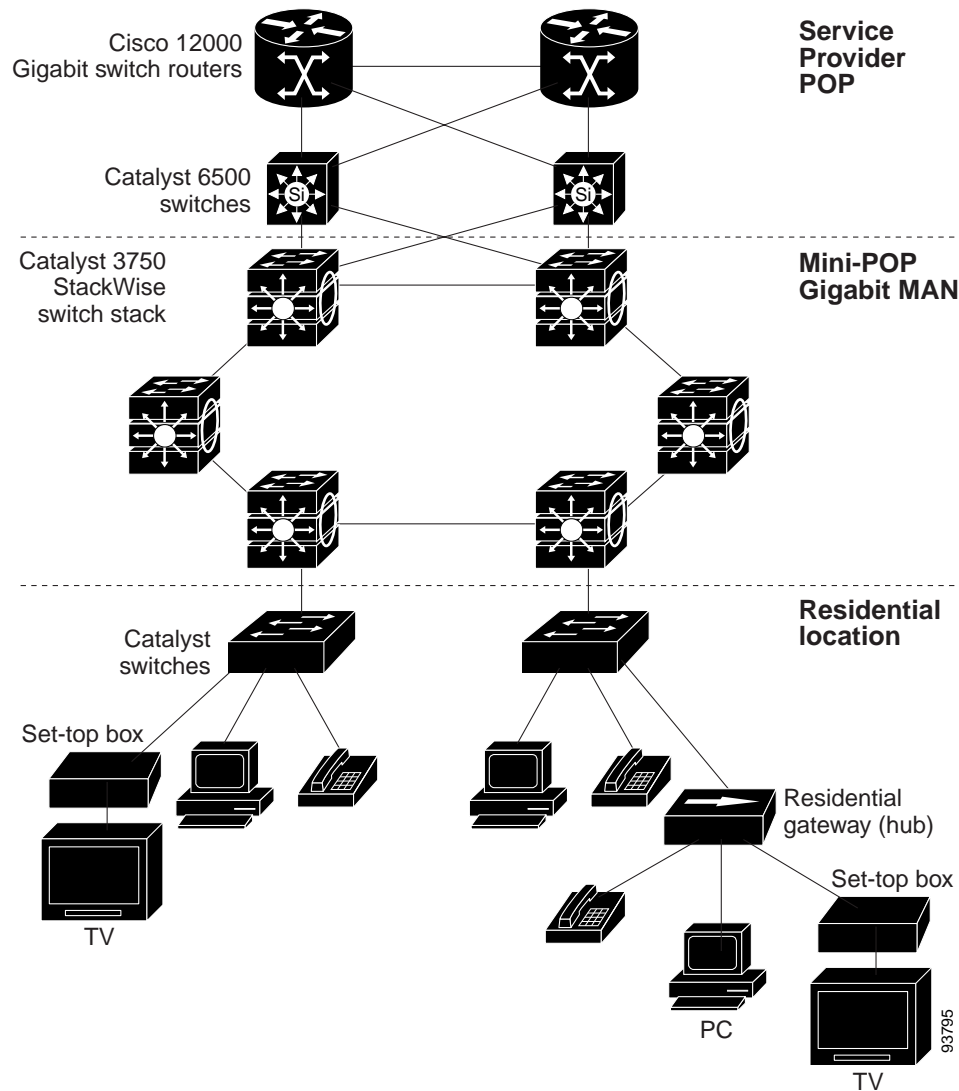 Cisco 12000
Gigabit switch routers
Service
Provider
POP
Catalyst 6500
switches
Si
Si
Catalyst 3750
StackWise
switch stack
Mini-POP
Gigabit MAN
Residential
location
Catalyst
switches
Set-top box
TV
Residential
gateway (hub)
Set-top box
PC
TV
93795